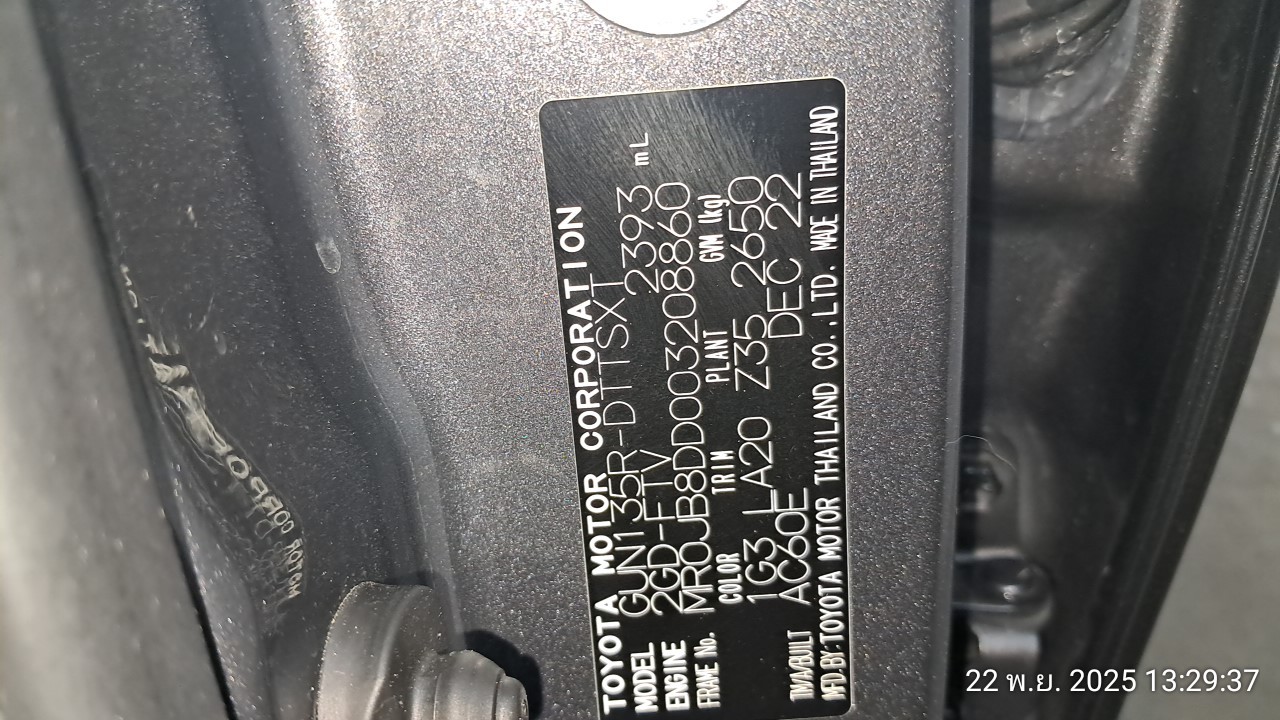 TOYOTA MOTOR CORPORATION
MODEL GUN135R-DTTSXT
ENGINE 2GD-FTV 2393 mL
FRAME No. MR0JB8DD003208860
COLOR TRIM PLANT GVM (kg)
1G3 LA20 Z35 2650
TM/A/BUILT AC60E DEC 22
MFD.BY:TOYOTA MOTOR THAILAND CO.,LTD. MADE IN THAILAND
22 พ.ย. 2025 13:29:37